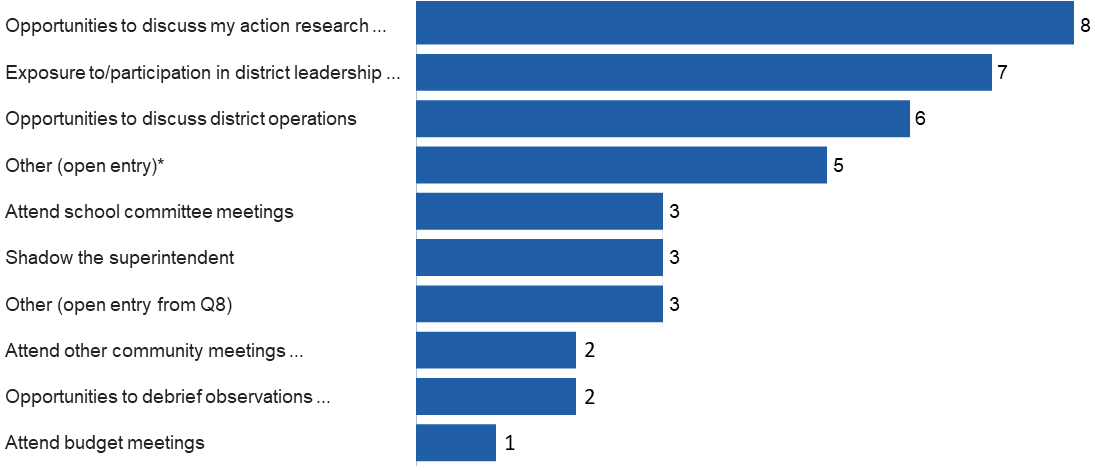 Opportunities to discuss my action research ... 8
Exposure to/participation in district leadership ... 7
Opportunities to discuss district operations 6
Other (open entry)* 5
Attend school committee meetings 3
Shadow the superintendent 3
Other (open entry from Q8) 3
Attend other community meetings ... 2
Opportunities to debrief observations ... 2
Attend budget meetings 1